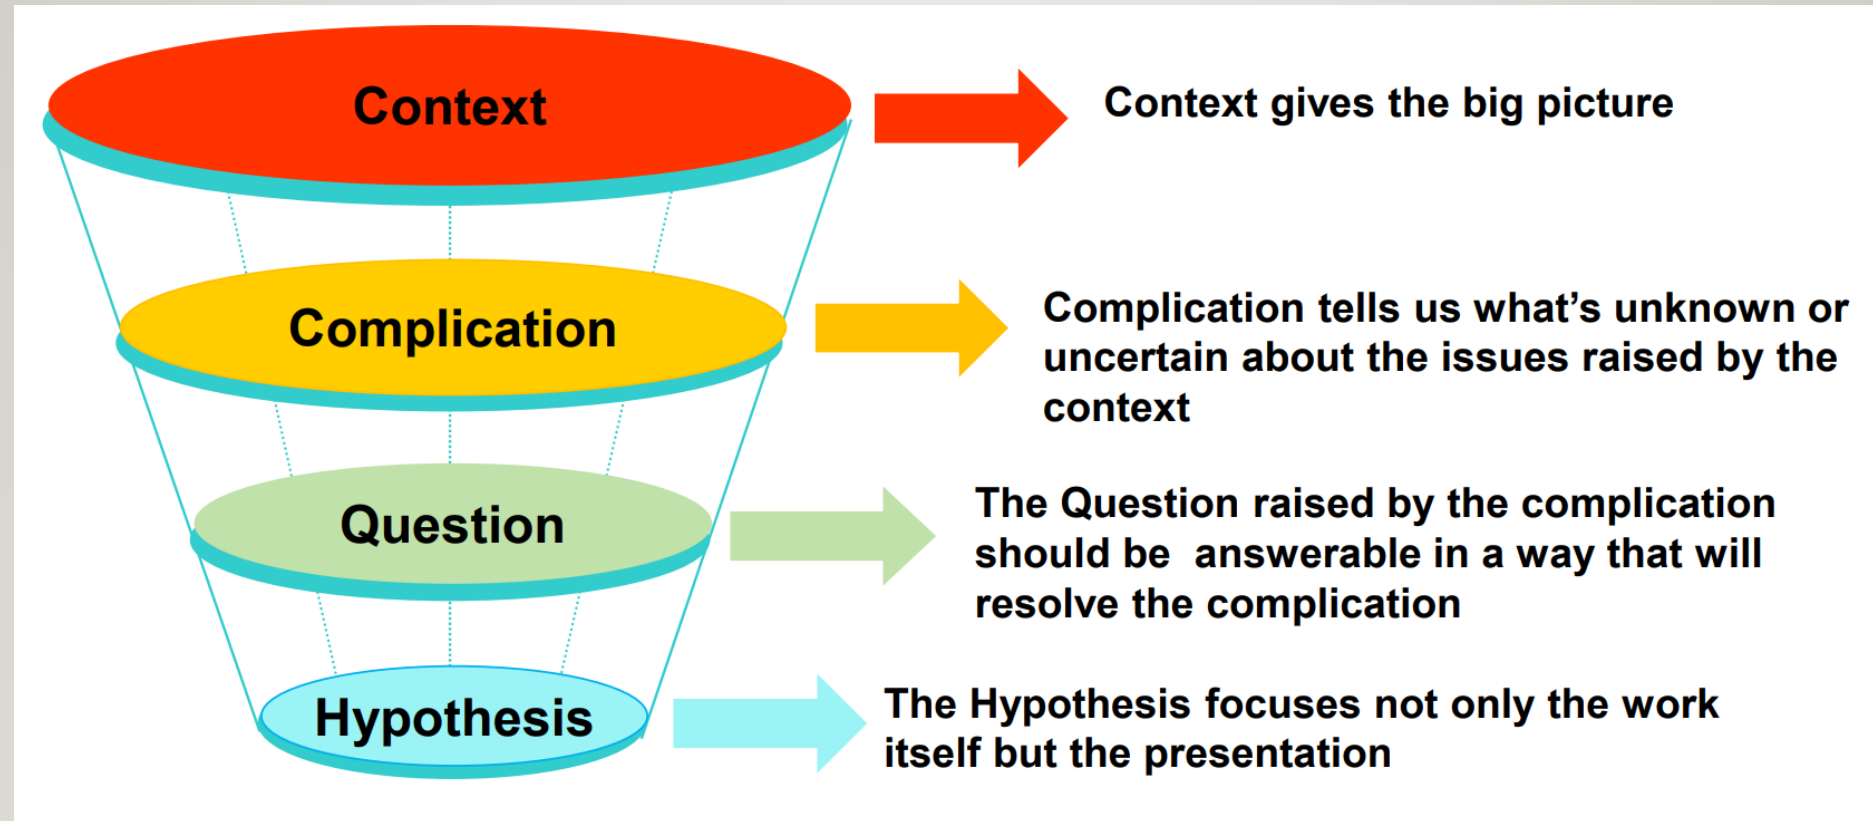 Context
Context gives the big picture
Complication
Complication tells us what's unknown or
uncertain about the issues raised by the
context
Question
The Question raised by the complication
should be  answerable in a way that will
resolve the complication
Hypothesis
The Hypothesis focuses not only the work
itself but the presentation